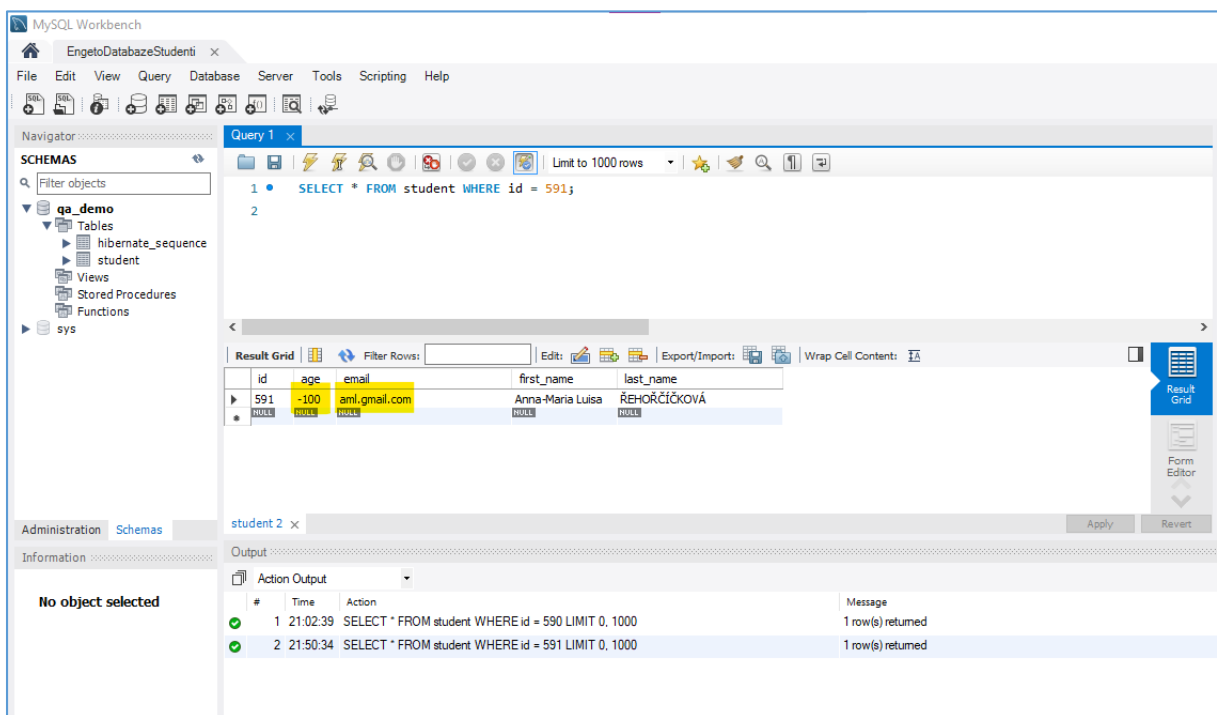 MySQL Workbench
EngetoDatabazeStudenti ×
File Edit View Query Database Server Tools Scripting Help
Navigator
SCHEMAS
Filter objects
qa_demo
Tables
hibernate_sequence
student
Views
Stored Procedures
Functions
sys
Administration Schemas
Information
No object selected
Query 1 ×
Limit to 1000 rows
1 SELECT * FROM student WHERE id = 591;
2
Result Grid Filter Rows: Edit: Export/Import: Wrap Cell Content:
id age email first_name last_name
591 -100 aml.gmail.com Anna-Maria Luisa ŘEHOŘČÍČKOVÁ
NULL NULL NULL NULL NULL
Result Grid
Form Editor
student 2 ×
Apply Revert
Output
Action Output
# Time Action Message
1 21:02:39 SELECT * FROM student WHERE id = 590 LIMIT 0, 1000 1 row(s) returned
2 21:50:34 SELECT * FROM student WHERE id = 591 LIMIT 0, 1000 1 row(s) returned